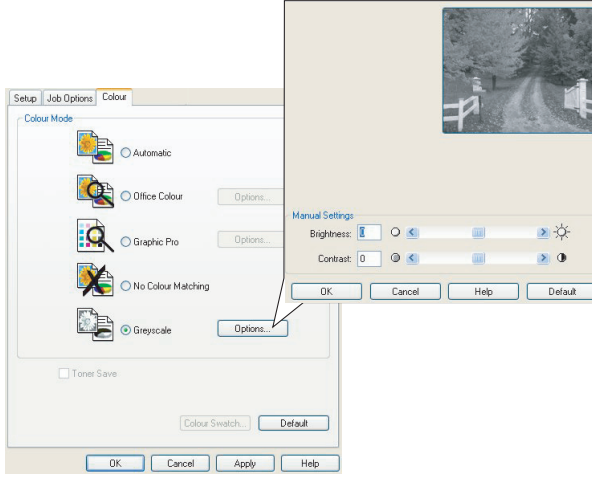 Setup
Job Options
Colour
Colour Mode
Automatic
Office Colour
Options...
Graphic Pro
Options...
No Colour Matching
Greyscale
Options...
Toner Save
Colour Swatch...
Default
OK
Cancel
Apply
Help
Manual Settings
Brightness: 0
Contrast: 0
OK
Cancel
Help
Default